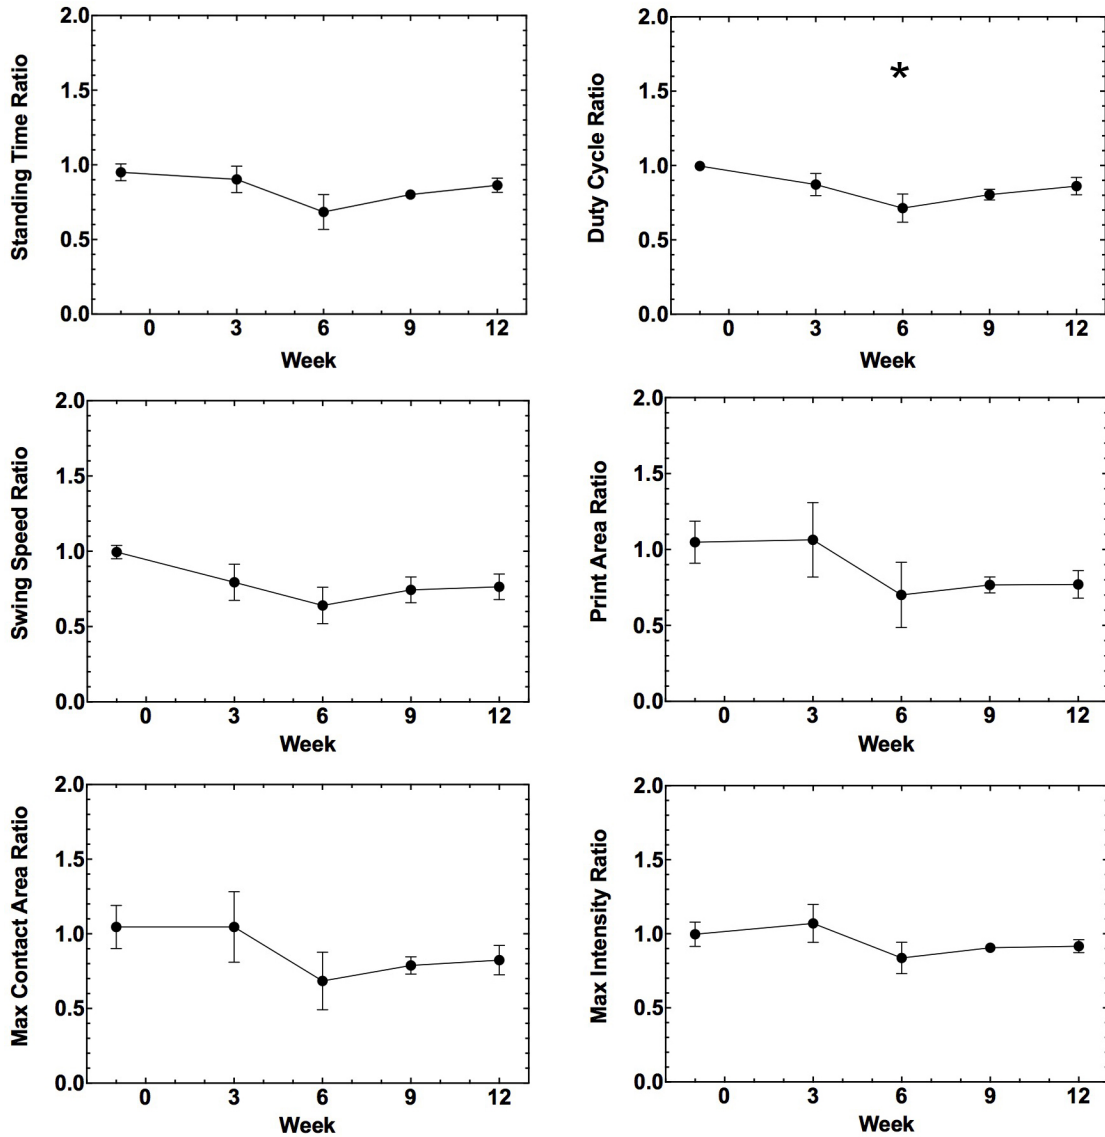 Standing Time Ratio
2.0
1.5
1.0
0.5
0.0
0 3 6 9 12
Week
Duty Cycle Ratio
2.0
1.5
1.0
0.5
0.0
*
0 3 6 9 12
Week
Swing Speed Ratio
2.0
1.5
1.0
0.5
0.0
0 3 6 9 12
Week
Print Area Ratio
2.0
1.5
1.0
0.5
0.0
0 3 6 9 12
Week
Max Contact Area Ratio
2.0
1.5
1.0
0.5
0.0
0 3 6 9 12
Week
Max Intensity Ratio
2.0
1.5
1.0
0.5
0.0
0 3 6 9 12
Week